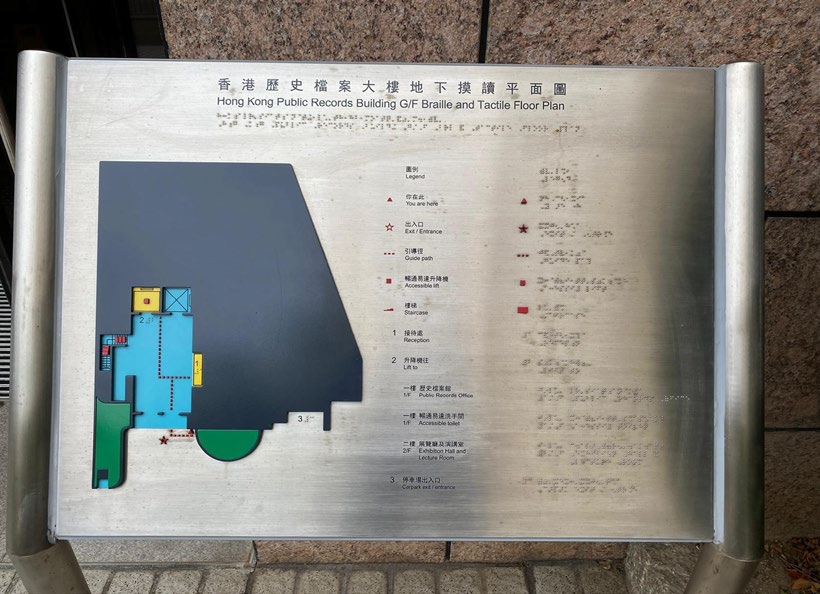 香港歷史檔案大樓地下摸讀平面圖
Hong Kong Public Records Building G/F Braille and Tactile Floor Plan
圖例
Legend
你在此
You are here
出入口
Exit / Entrance
引導徑
Guide path
暢通易達升降機
Accessible lift
樓梯
Staircase
1 接待處
Reception
2 升降機往
Lift to
一樓 歷史檔案館
1/F Public Records Office
一樓 暢通易達洗手間
1/F Accessible toilet
二樓 展覽廳及演講室
2/F Exhibition Hall and
Lecture Room
3 停車場出入口
Carpark exit / entrance
2
1
3